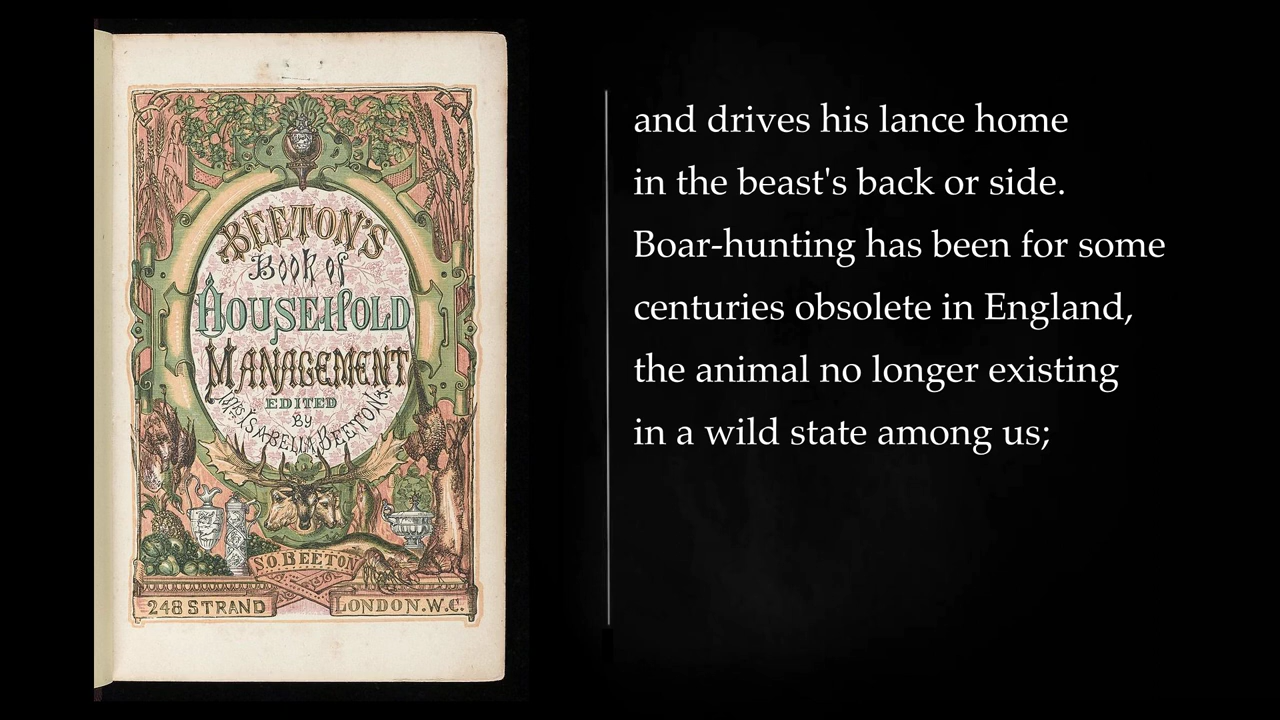 BEETON'S
Book of
HOUSEHOLD
MANAGEMENT
EDITED
BY
MRS ISABELLA BEETON.
S.O. BEETON
248 STRAND
LONDON. W.C.
and drives his lance home
in the beast's back or side.
Boar-hunting has been for some
centuries obsolete in England,
the animal no longer existing
in a wild state among us;